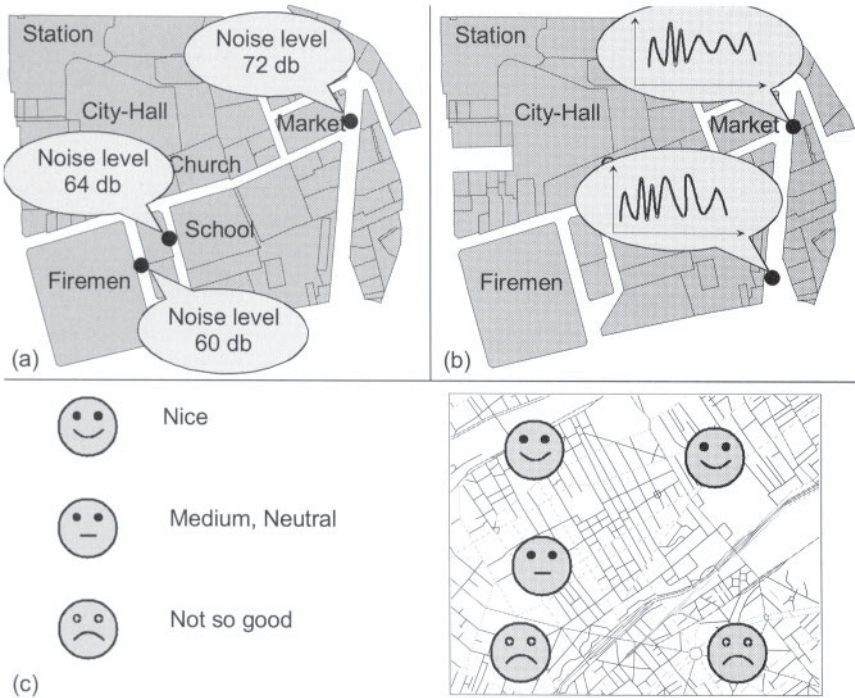 Station
Noise level
72 db
City-Hall
Market
Noise level
64 db
Church
School
Firemen
Noise level
60 db
(a)
Station
City-Hall
Market
Firemen
(b)
Nice
Medium, Neutral
Not so good
(c)